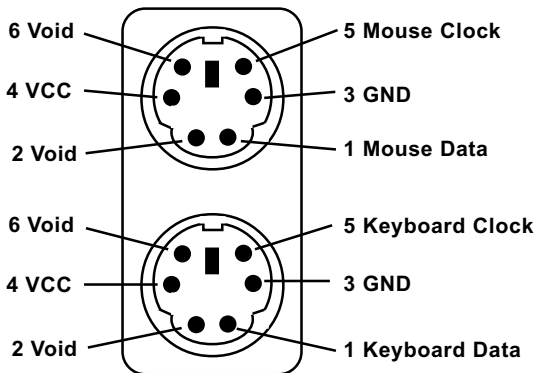 6 Void 5 Mouse Clock
4 VCC 3 GND
2 Void 1 Mouse Data
6 Void 5 Keyboard Clock
4 VCC 3 GND
2 Void 1 Keyboard Data